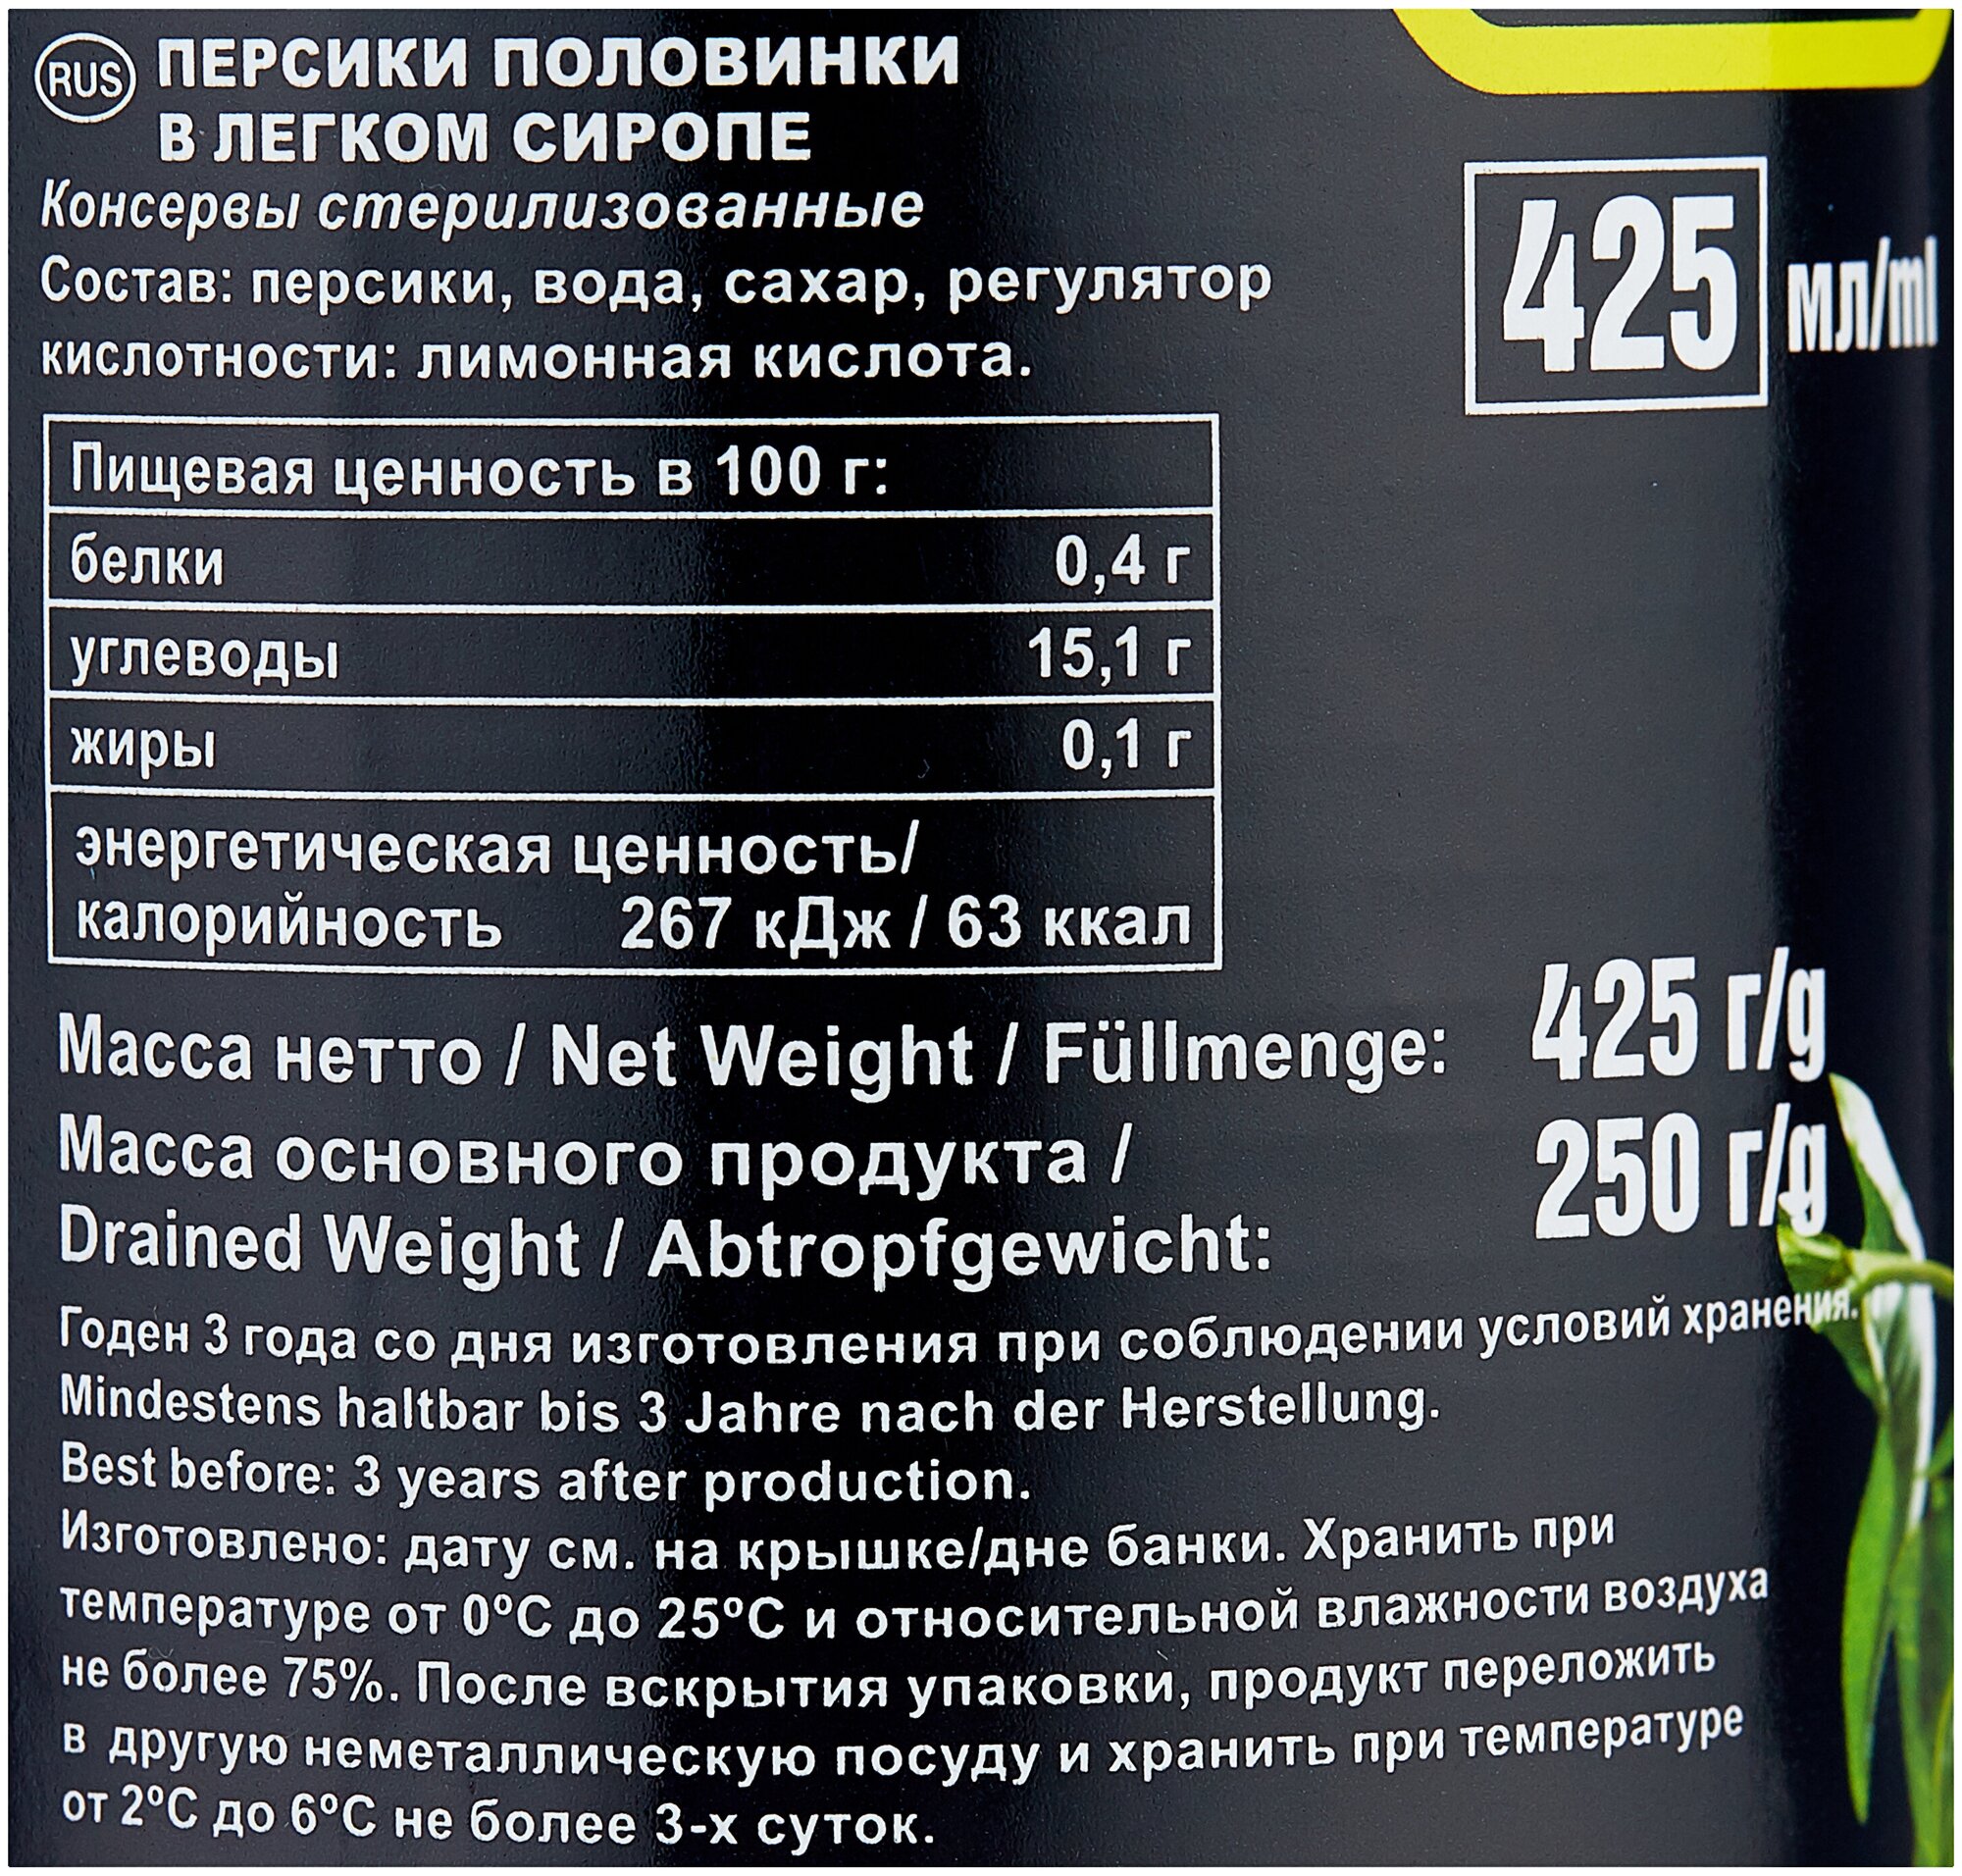 RUS ПЕРСИКИ ПОЛОВИНКИ
В ЛЕГКОМ СИРОПЕ
Консервы стерилизованные
Состав: персики, вода, сахар, регулятор
кислотности: лимонная кислота.
425 мл/ml
Пищевая ценность в 100 г:
белки 0,4 г
углеводы 15,1 г
жиры 0,1 г
энергетическая ценность/
калорийность 267 кДж / 63 ккал
Масса нетто / Net Weight / Füllmenge: 425 г/g
Масса основного продукта / 250 г/g
Drained Weight / Abtropfgewicht:
Годен 3 года со дня изготовления при соблюдении условий хранения.
Mindestens haltbar bis 3 Jahre nach der Herstellung.
Best before: 3 years after production.
Изготовлено: дату см. на крышке/дне банки. Хранить при
температуре от 0ºС до 25ºС и относительной влажности воздуха
не более 75%. После вскрытия упаковки, продукт переложить
в другую неметаллическую посуду и хранить при температуре
от 2ºС до 6ºС не более 3-х суток.